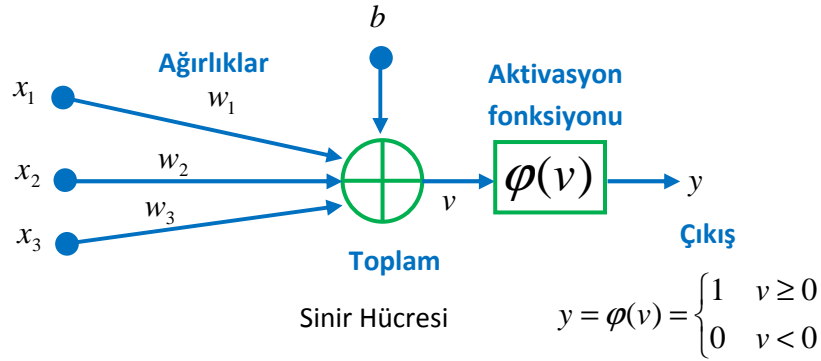 b
Ağırlıklar
Aktivasyon
fonksiyonu
x₁
w₁
x₂
w₂
v
φ(v)
y
w₃
x₃
Toplam
Çıkış
Sinir Hücresi
y = φ(v) = {1 v ≥ 0
0 v < 0